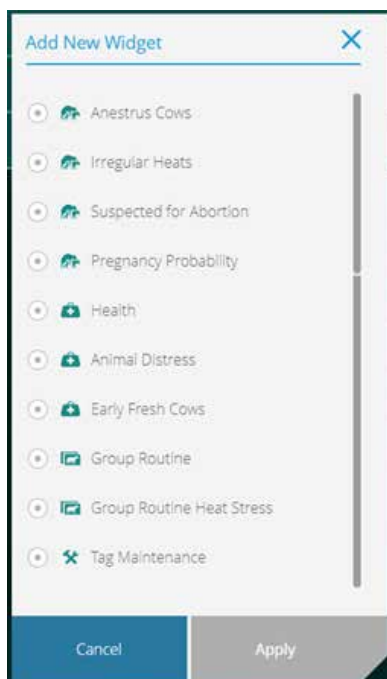 Add New Widget
Anestrus Cows
Irregular Heats
Suspected for Abortion
Pregnancy Probability
Health
Animal Distress
Early Fresh Cows
Group Routine
Group Routine Heat Stress
Tag Maintenance
Cancel
Apply